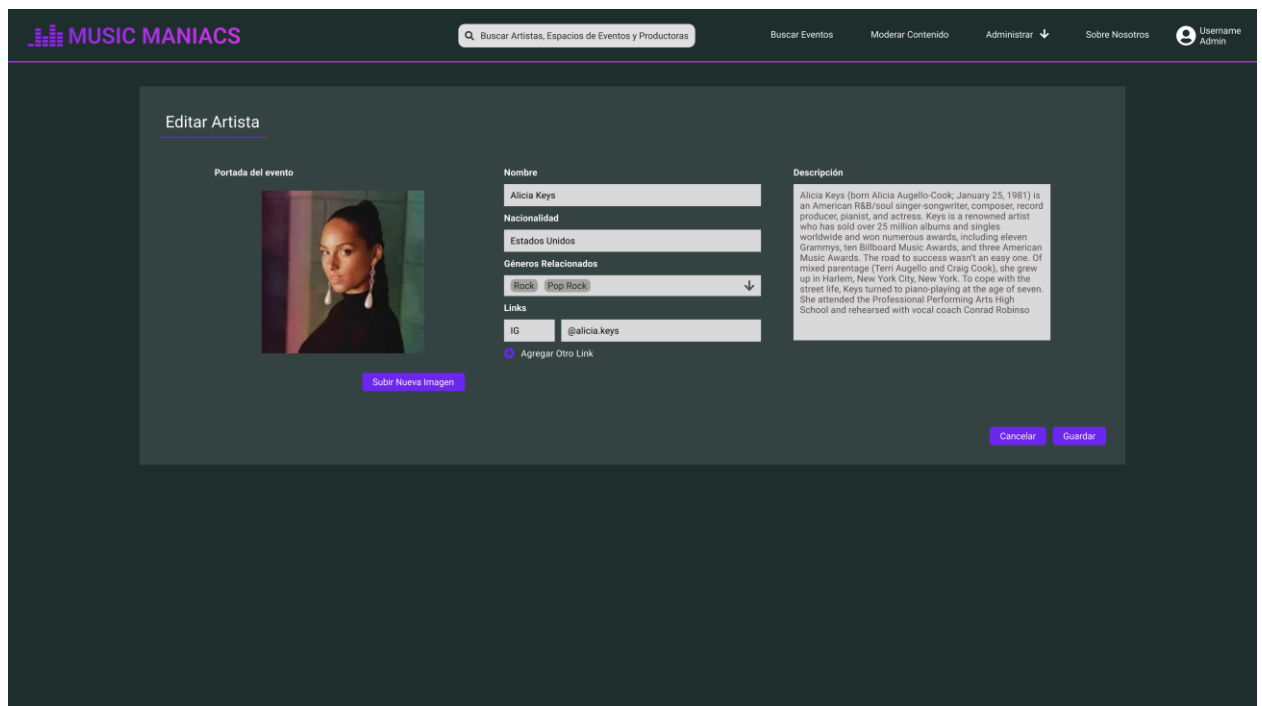 MUSIC MANIACS
Buscar Artistas, Espacios de Eventos y Productoras
Buscar Eventos
Moderar Contenido
Administrar
Sobre Nosotros
Username
Admin
Editar Artista
Portada del evento
Subir Nueva Imagen
Nombre
Alicia Keys
Nacionalidad
Estados Unidos
Géneros Relacionados
Rock Pop Rock
Links
IG @alicia.keys
Agregar Otro Link
Descripción
Alicia Keys (born Alicia Augello-Cook; January 25, 1981) is
an American R&B/soul singer-songwriter, composer, record
producer, pianist, and actress. Keys is a renowned artist
who has sold over 25 million albums and singles
worldwide and won numerous awards, including eleven
Grammys, ten Billboard Music Awards, and three American
Music Awards. The road to success wasn't an easy one. Of
mixed parentage (Terri Augello and Craig Cook), she grew
up in Harlem, New York City, New York. To cope with the
street life, Keys turned to piano-playing at the age of seven.
She attended the Professional Performing Arts High
School and rehearsed with vocal coach Conrad Robinso
Cancelar
Guardar